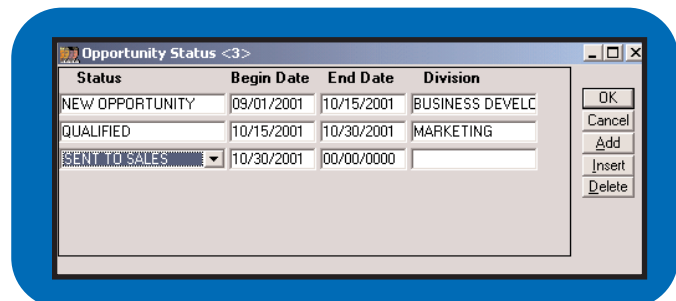 Opportunity Status <3>
Status Begin Date End Date Division
NEW OPPORTUNITY 09/01/2001 10/15/2001 BUSINESS DEVELC
QUALIFIED 10/15/2001 10/30/2001 MARKETING
SENT TO SALES 10/30/2001 00/00/0000
OK
Cancel
Add
Insert
Delete